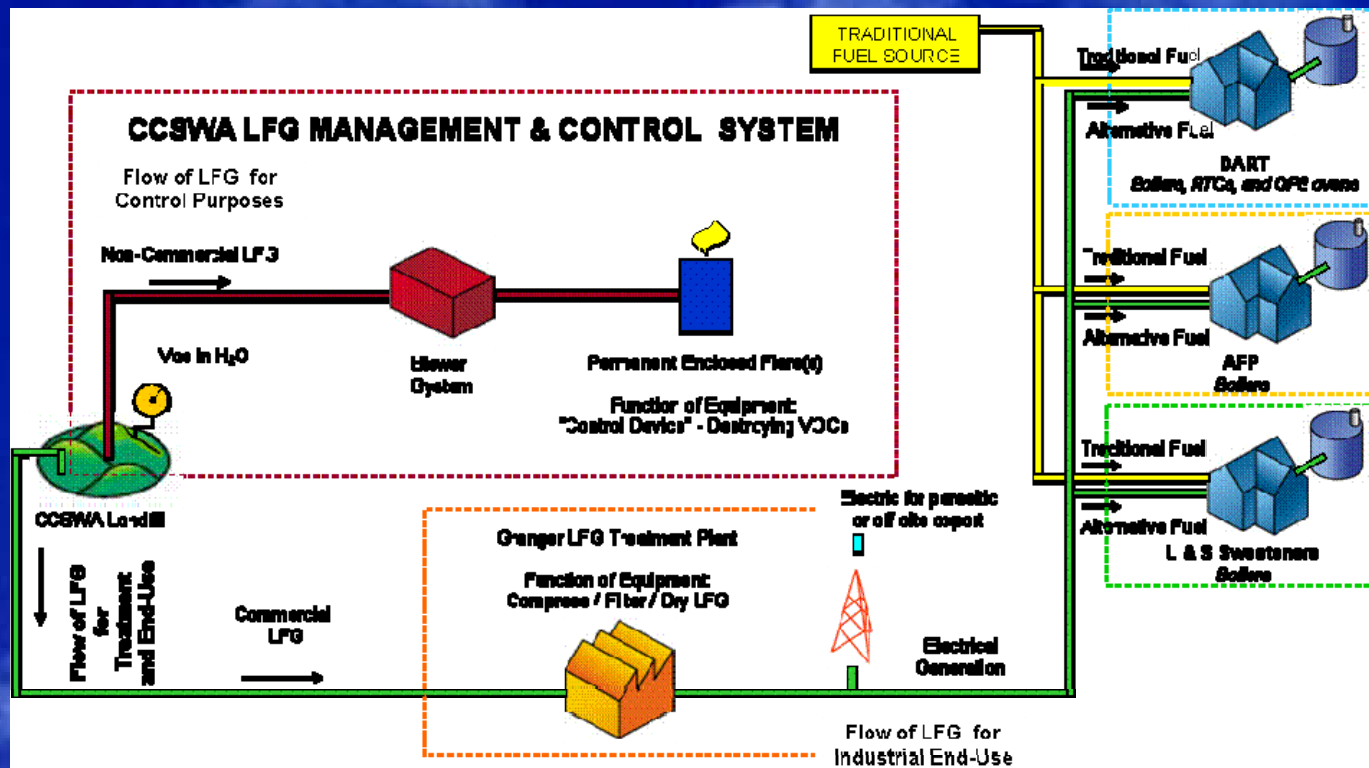 TRADITIONAL
FUEL SOURCE
CCSWA LFG MANAGEMENT & CONTROL SYSTEM
Flow of LFG for
Control Purposes
Non-Commercial LFG
Vac in H₂O
Blower
System
Permanent Enclosed Flare(s)
Function of Equipment:
"Control Device" - Destroying VOCs
CCSWA Landfill
Flow of LFG
for
Treatment
and End-Use
Commercial
LFG
Granger LFG Treatment Plant
Function of Equipment:
Compress / Filter / Dry LFG
Electric for parasitic
or off site export
Electrical
Generation
Flow of LFG for
Industrial End-Use
Traditional Fuel
Alternative Fuel
DART
Boilers, and ovens
Traditional Fuel
Alternative Fuel
AFP
Boilers
Traditional Fuel
Alternative Fuel
L & S Sweeteners
Boilers